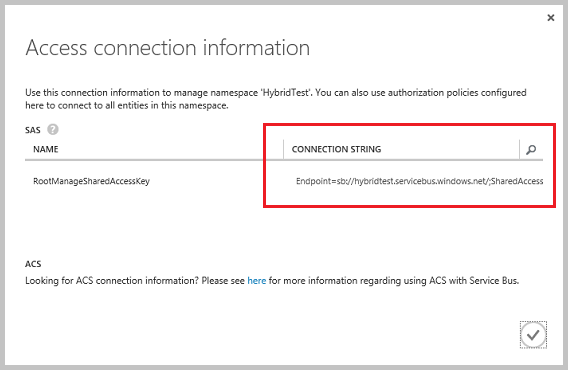 Access connection information
Use this connection information to manage namespace 'HybridTest'. You can also use authorization policies configured
here to connect to all entities in this namespace.
SAS ?
NAME CONNECTION STRING
RootManageSharedAccessKey Endpoint=sb://hybridtest.servicebus.windows.net/;SharedAccess
ACS
Looking for ACS connection information? Please see here for more information regarding using ACS with Service Bus.